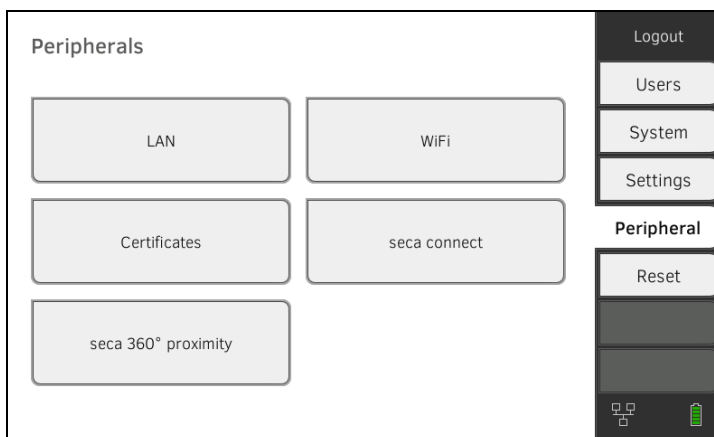 Peripherals
LAN
WiFi
Certificates
seca connect
seca 360° proximity
Logout
Users
System
Settings
Peripheral
Reset